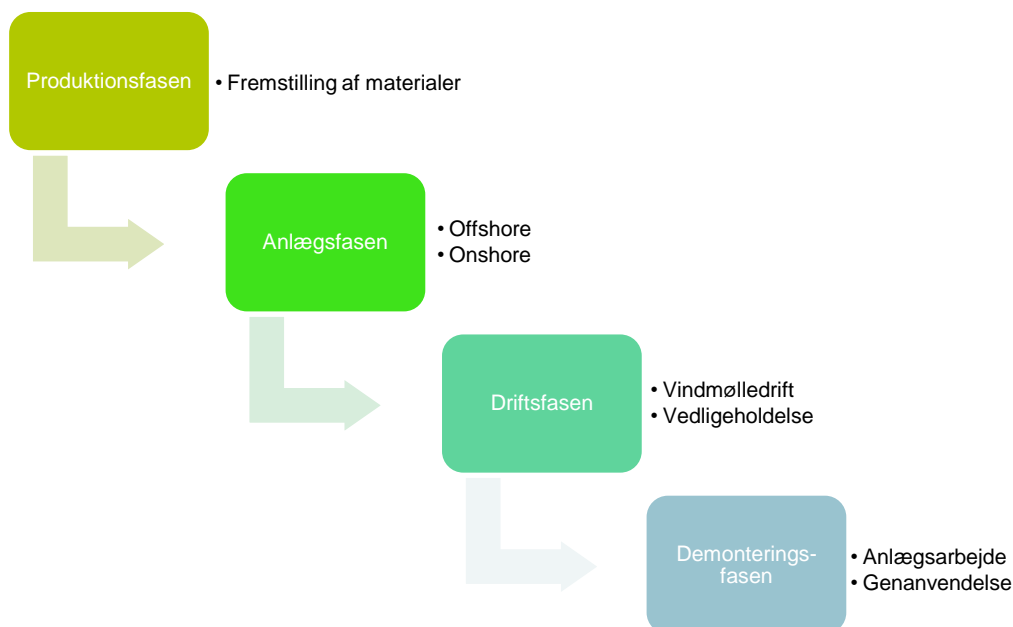 Produktionsfasen
• Fremstilling af materialer
Anlægsfasen
• Offshore
• Onshore
Driftsfasen
• Vindmølledrift
• Vedligeholdelse
Demonterings-
fasen
• Anlægsarbejde
• Genanvendelse